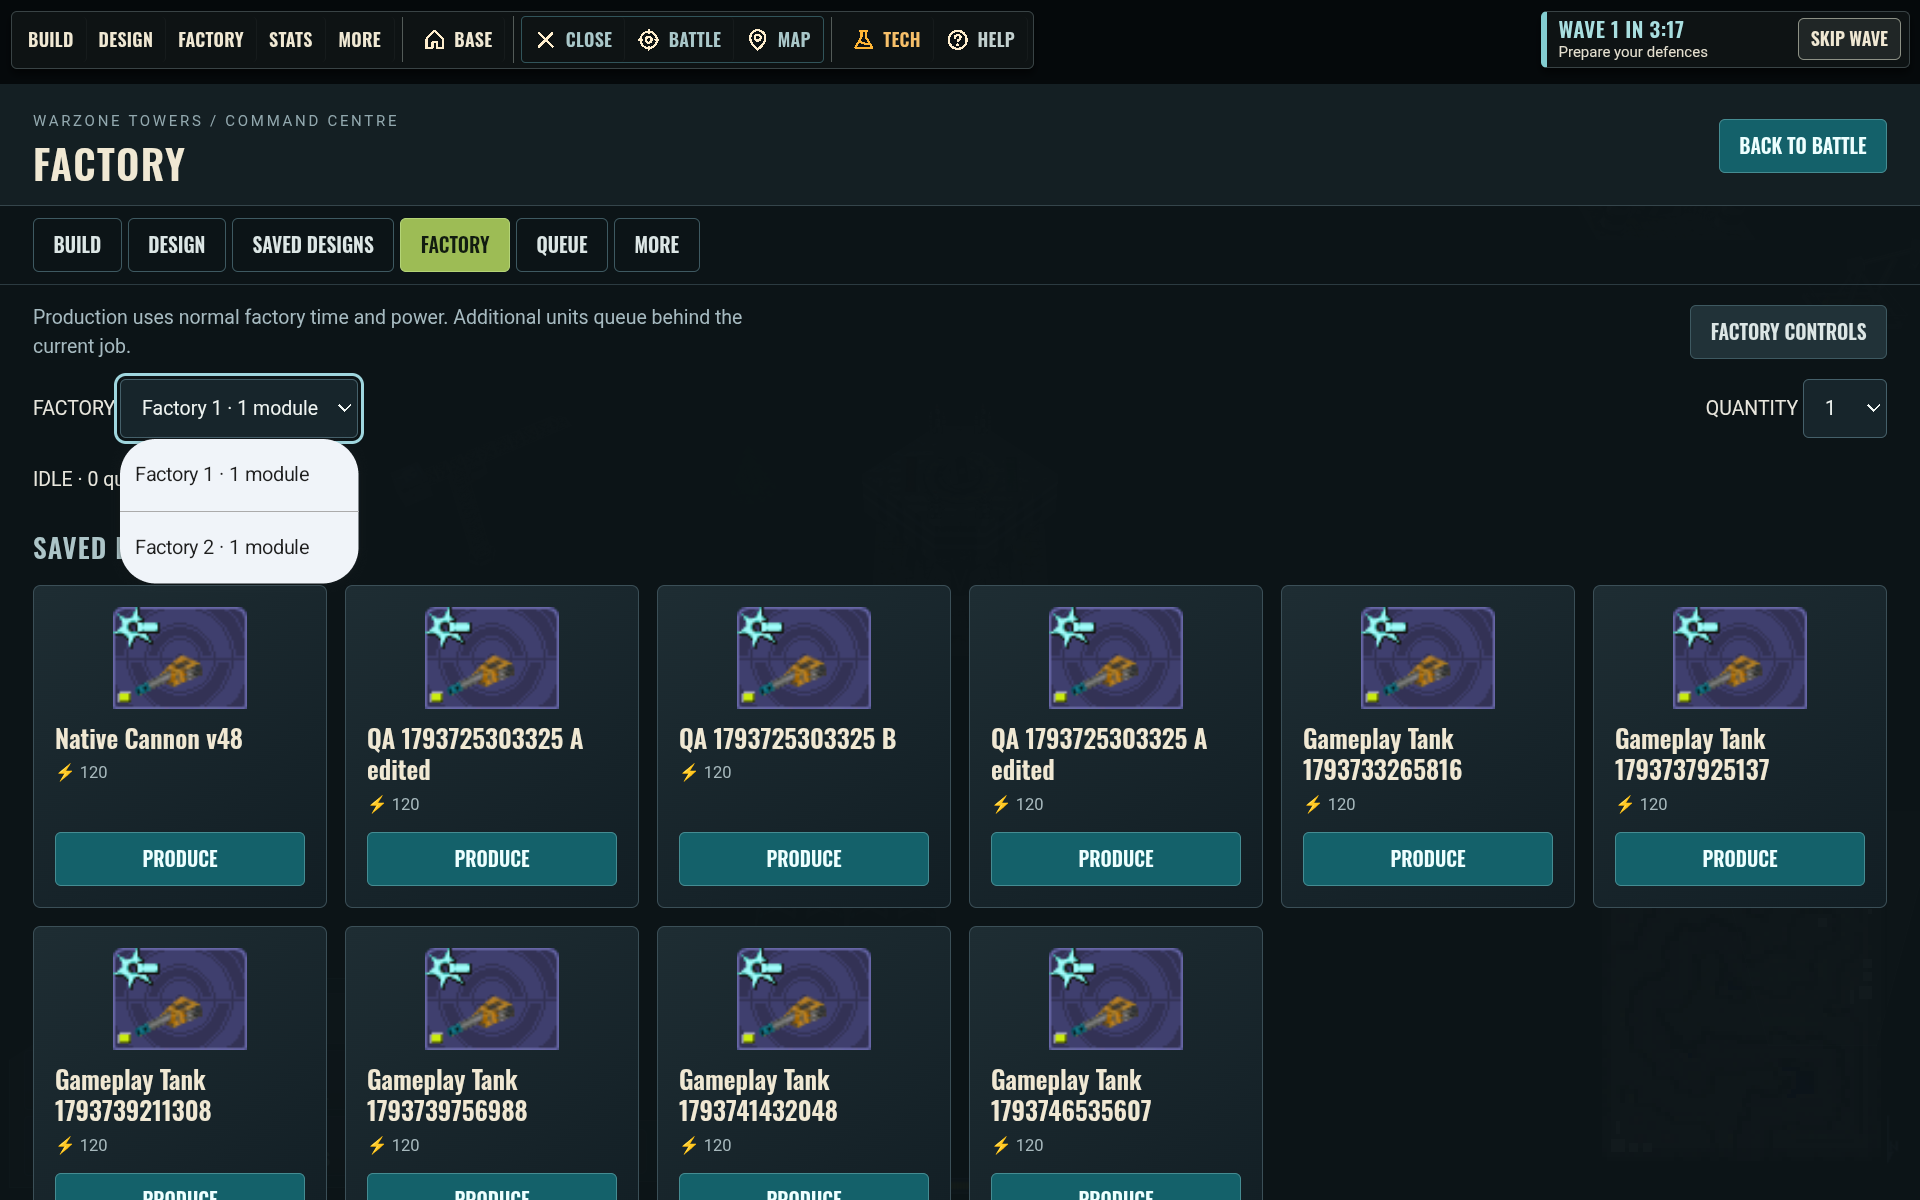 BUILD DESIGN FACTORY STATS MORE BASE CLOSE BATTLE MAP TECH HELP
WAVE 1 IN 3:17
Prepare your defences
SKIP WAVE
WARZONE TOWERS / COMMAND CENTRE
FACTORY
BACK TO BATTLE
BUILD DESIGN SAVED DESIGNS FACTORY QUEUE MORE
Production uses normal factory time and power. Additional units queue behind the
current job.
FACTORY CONTROLS
FACTORY Factory 1 · 1 module
QUANTITY 1
Factory 1 · 1 module
IDLE · 0 qu
Factory 2 · 1 module
SAVED
Native Cannon v48
⚡ 120
PRODUCE
QA 1793725303325 A
edited
⚡ 120
PRODUCE
QA 1793725303325 B
⚡ 120
PRODUCE
QA 1793725303325 A
edited
⚡ 120
PRODUCE
Gameplay Tank
1793733265816
⚡ 120
PRODUCE
Gameplay Tank
1793737925137
⚡ 120
PRODUCE
Gameplay Tank
1793739211308
⚡ 120
PRODUCE
Gameplay Tank
1793739756988
⚡ 120
PRODUCE
Gameplay Tank
1793741432048
⚡ 120
PRODUCE
Gameplay Tank
1793746535607
⚡ 120
PRODUCE